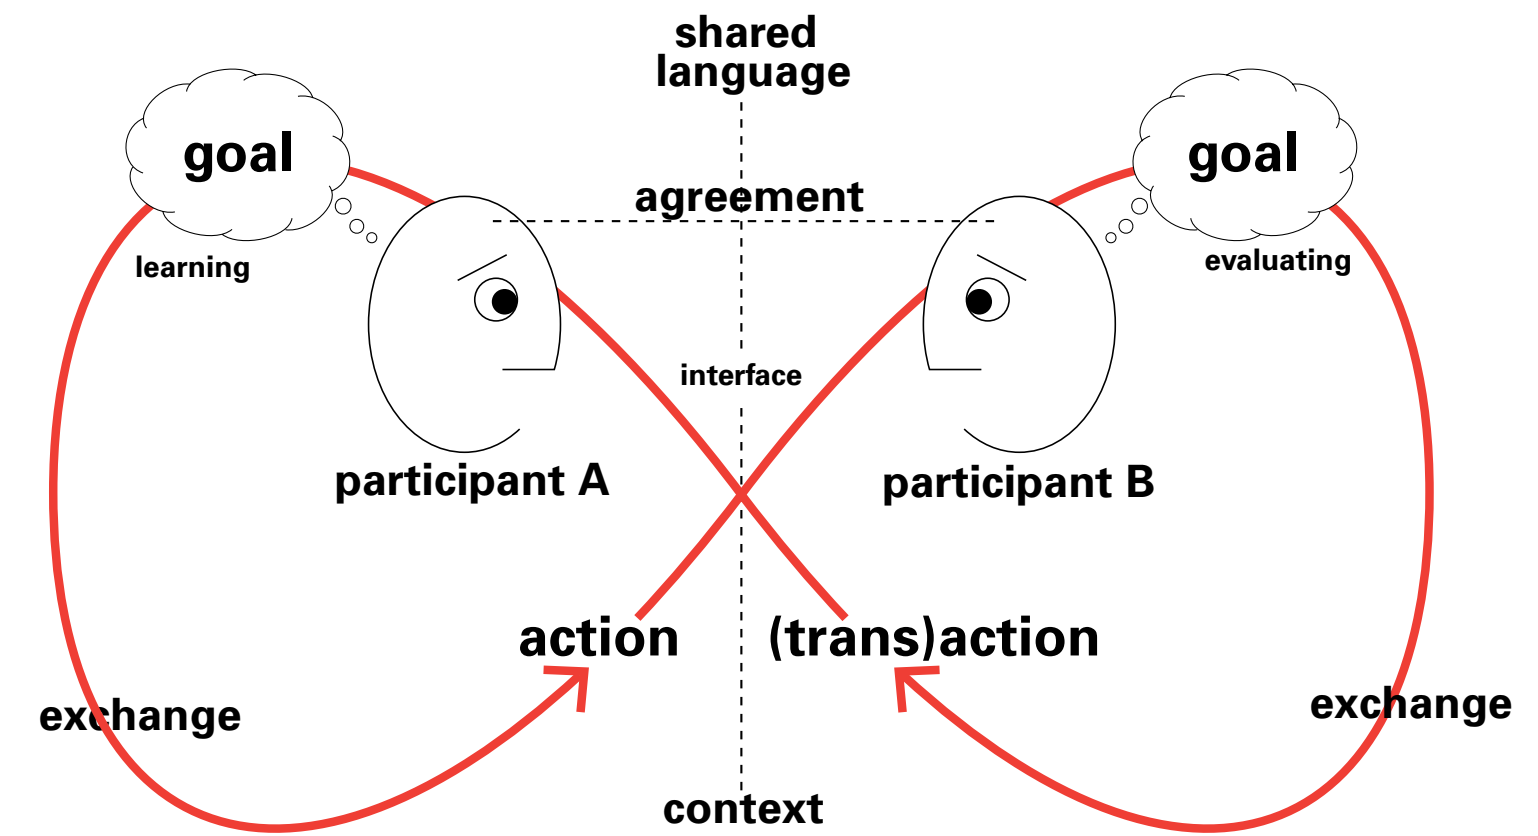 shared
language
goal
goal
agreement
learning
evaluating
interface
participant A
participant B
action
(trans)action
exchange
exchange
context